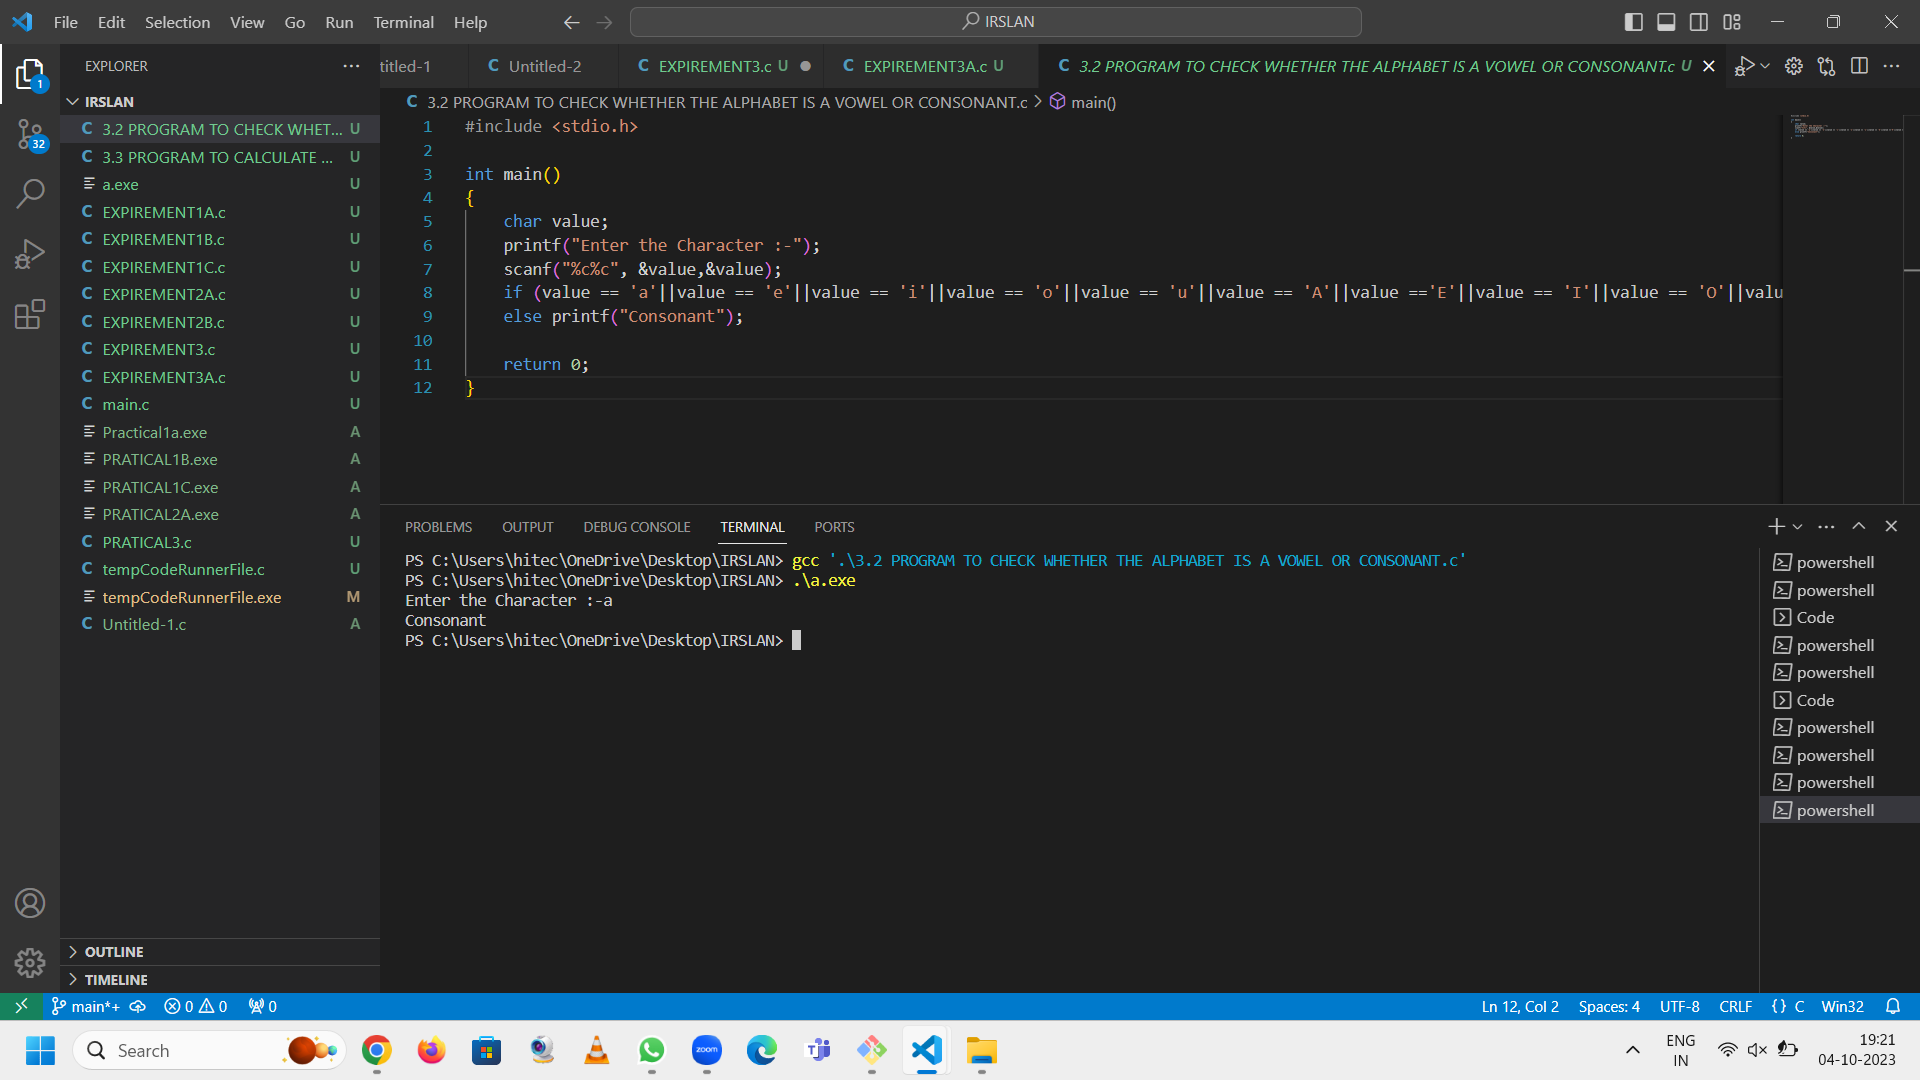 File Edit Selection View Go Run Terminal Help
IRSLAN
EXPLORER
titled-1
C Untitled-2
C EXPIREMENT3.c U
C EXPIREMENT3A.c U
C 3.2 PROGRAM TO CHECK WHETHER THE ALPHABET IS A VOWEL OR CONSONANT.c U
1
32
IRSLAN
C 3.2 PROGRAM TO CHECK WHET... U
C 3.3 PROGRAM TO CALCULATE ... U
a.exe U
C EXPIREMENT1A.c U
C EXPIREMENT1B.c U
C EXPIREMENT1C.c U
C EXPIREMENT2A.c U
C EXPIREMENT2B.c U
C EXPIREMENT3.c U
C EXPIREMENT3A.c U
C main.c U
Practical1a.exe A
PRATICAL1B.exe A
PRATICAL1C.exe A
PRATICAL2A.exe A
C PRATICAL3.c U
C tempCodeRunnerFile.c U
tempCodeRunnerFile.exe M
C Untitled-1.c A
OUTLINE
TIMELINE
C 3.2 PROGRAM TO CHECK WHETHER THE ALPHABET IS A VOWEL OR CONSONANT.c > main()
1 #include <stdio.h>
2
3 int main()
4 {
5 char value;
6 printf("Enter the Character :-");
7 scanf("%c%c", &value,&value);
8 if (value == 'a'||value == 'e'||value == 'i'||value == 'o'||value == 'u'||value == 'A'||value =='E'||value == 'I'||value == 'O'||valu
9 else printf("Consonant");
10
11 return 0;
12 }
PROBLEMS OUTPUT DEBUG CONSOLE TERMINAL PORTS
PS C:\Users\hitec\OneDrive\Desktop\IRSLAN> gcc '.\3.2 PROGRAM TO CHECK WHETHER THE ALPHABET IS A VOWEL OR CONSONANT.c'
PS C:\Users\hitec\OneDrive\Desktop\IRSLAN> .\a.exe
Enter the Character :-a
Consonant
PS C:\Users\hitec\OneDrive\Desktop\IRSLAN>
powershell
powershell
Code
powershell
powershell
Code
powershell
powershell
powershell
powershell
main*+ 0 0 0
Ln 12, Col 2 Spaces: 4 UTF-8 CRLF {} C Win32
Search
zoom
ENG
IN
19:21
04-10-2023